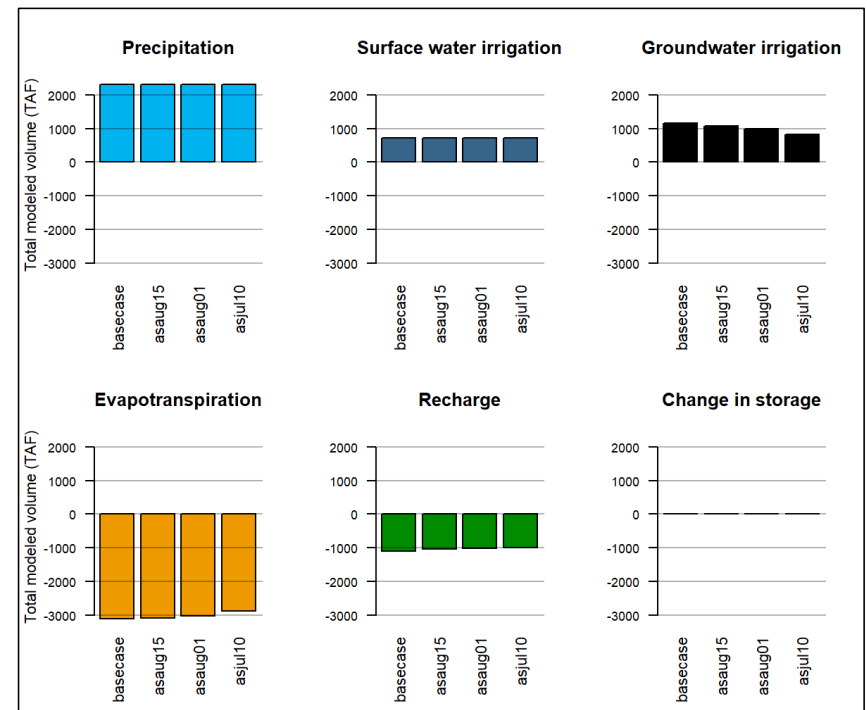 Precipitation
Surface water irrigation
Groundwater irrigation
Total modeled volume (TAF)
2000
1000
0
-1000
-2000
-3000
basecase
asaug15
asaug01
asjul10
2000
1000
0
-1000
-2000
-3000
basecase
asaug15
asaug01
asjul10
2000
1000
0
-1000
-2000
-3000
basecase
asaug15
asaug01
asjul10
Evapotranspiration
Recharge
Change in storage
Total modeled volume (TAF)
2000
1000
0
-1000
-2000
-3000
basecase
asaug15
asaug01
asjul10
2000
1000
0
-1000
-2000
-3000
basecase
asaug15
asaug01
asjul10
2000
1000
0
-1000
-2000
-3000
basecase
asaug15
asaug01
asjul10